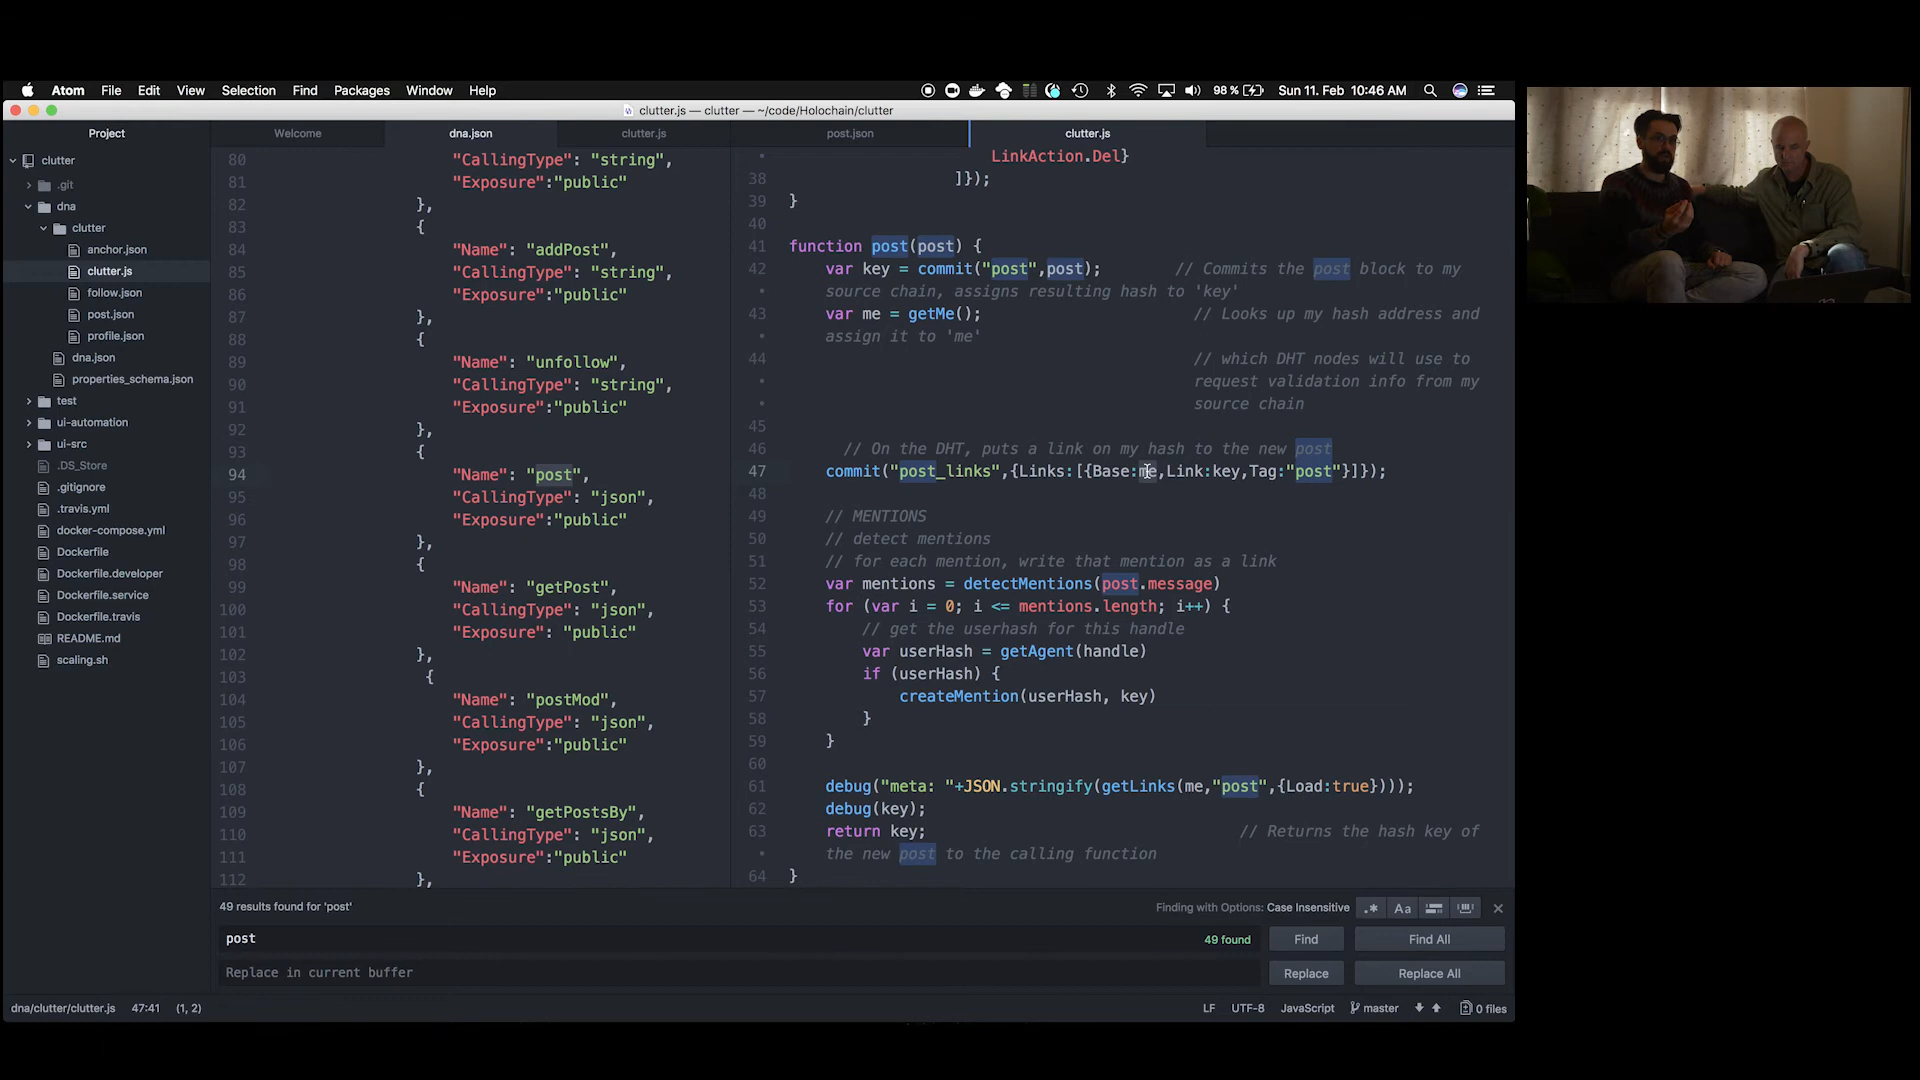 Atom File Edit View Selection Find Packages Window Help 98 % Sun 11. Feb 10:46 AM
clutter.js — clutter — ~/code/Holochain/clutter
Project
clutter
.git
dna
clutter
anchor.json
clutter.js
follow.json
post.json
profile.json
dna.json
properties_schema.json
test
ui-automation
ui-src
.DS_Store
.gitignore
.travis.yml
docker-compose.yml
Dockerfile
Dockerfile.developer
Dockerfile.service
Dockerfile.travis
README.md
scaling.sh
Welcome dna.json clutter.js
80 "CallingType": "string",
81 "Exposure":"public"
82 },
83 {
84 "Name": "addPost",
85 "CallingType": "string",
86 "Exposure":"public"
87 },
88 {
89 "Name": "unfollow",
90 "CallingType": "string",
91 "Exposure":"public"
92 },
93 {
94 "Name": "post",
95 "CallingType": "json",
96 "Exposure":"public"
97 },
98 {
99 "Name": "getPost",
100 "CallingType": "json",
101 "Exposure": "public"
102 },
103 {
104 "Name": "postMod",
105 "CallingType": "json",
106 "Exposure":"public"
107 },
108 {
109 "Name": "getPostsBy",
110 "CallingType": "json",
111 "Exposure":"public"
112 },
post.json clutter.js
• LinkAction.Del}
38 ]});
39 }
40
41 function post(post) {
42 var key = commit("post",post); // Commits the post block to my
• source chain, assigns resulting hash to 'key'
43 var me = getMe(); // Looks up my hash address and
• assign it to 'me'
44 // which DHT nodes will use to
• request validation info from my
• source chain
45
46 // On the DHT, puts a link on my hash to the new post
47 commit("post_links",{Links:[{Base:me,Link:key,Tag:"post"}]});
48
49 // MENTIONS
50 // detect mentions
51 // for each mention, write that mention as a link
52 var mentions = detectMentions(post.message)
53 for (var i = 0; i <= mentions.length; i++) {
54 // get the userhash for this handle
55 var userHash = getAgent(handle)
56 if (userHash) {
57 createMention(userHash, key)
58 }
59 }
60
61 debug("meta: "+JSON.stringify(getLinks(me,"post",{Load:true})));
62 debug(key);
63 return key; // Returns the hash key of
• the new post to the calling function
64 }
49 results found for 'post' Finding with Options: Case Insensitive .* Aa
post 49 found Find Find All
Replace in current buffer Replace Replace All
dna/clutter/clutter.js 47:41 (1, 2) LF UTF-8 JavaScript master 0 files